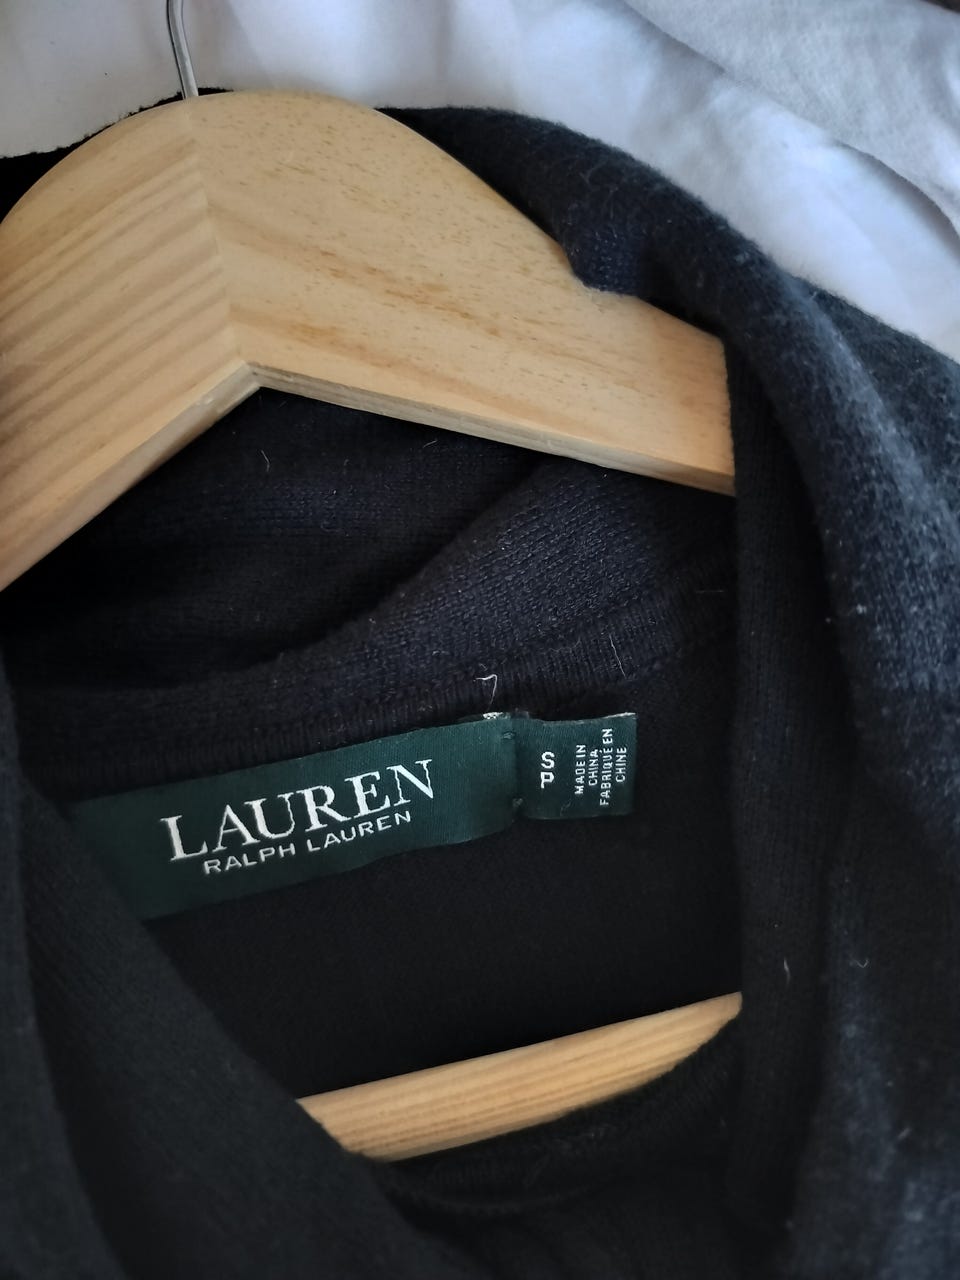 LAUREN
RALPH LAUREN
S
P
MADE IN
CHINA
FABRIQUÉ EN
CHINE